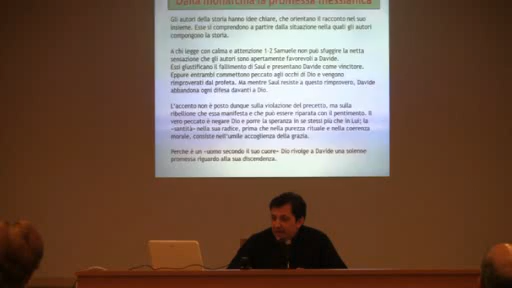 Dalla monarchia la promessa messianica
Gli autori della storia hanno idee chiare, che orientano il racconto nel suo
insieme. Esse si comprendono a partire dalla situazione nella quali gli autori
compongono la storia.
A chi legge con calma e attenzione 1-2 Samuele non può sfuggire la netta
sensazione che gli autori sono apertamente favorevoli a Davide.
Essi giustificano il fallimento di Saul e presentano Davide come vincitore.
Eppure entrambi commettono peccato agli occhi di Dio e vengono
rimproverati dal profeta. Ma mentre Saul resiste a questo rimprovero, Davide
abbandona ogni difesa davanti a Dio.
L'accento non è posto dunque sulla violazione del precetto, ma sulla
ribellione che essa manifesta e che può essere riparata con il pentimento. Il
vero peccato è negare Dio e porre la speranza in se stessi più che in Lui; la
«santità» nella sua radice, prima che nella purezza rituale e nella coerenza
morale, consiste nell'umile accoglienza della grazia.
Perché è un «uomo secondo il suo cuore» Dio rivolge a Davide una solenne
promessa riguardo alla sua discendenza.